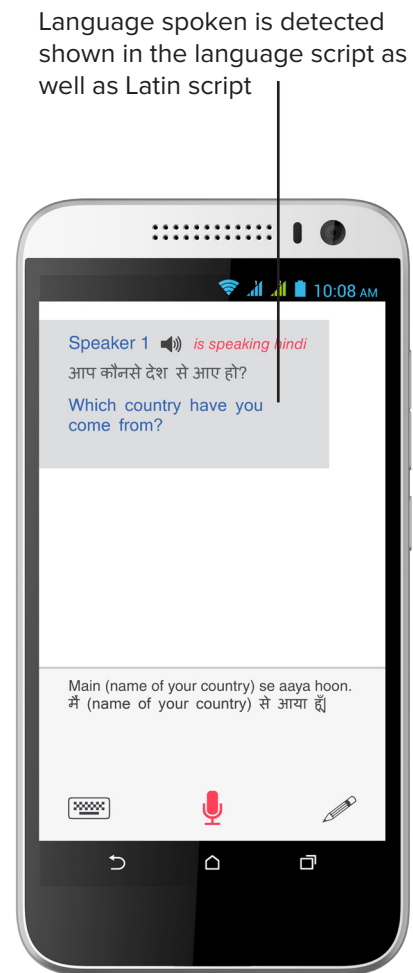 Language spoken is detected
shown in the language script as
well as Latin script
10:08 AM
Speaker 1 is speaking hindi
आप कौनसे देश से आए हो?
Which country have you
come from?
Main (name of your country) se aaya hoon.
मैं (name of your country) से आया हूँ|